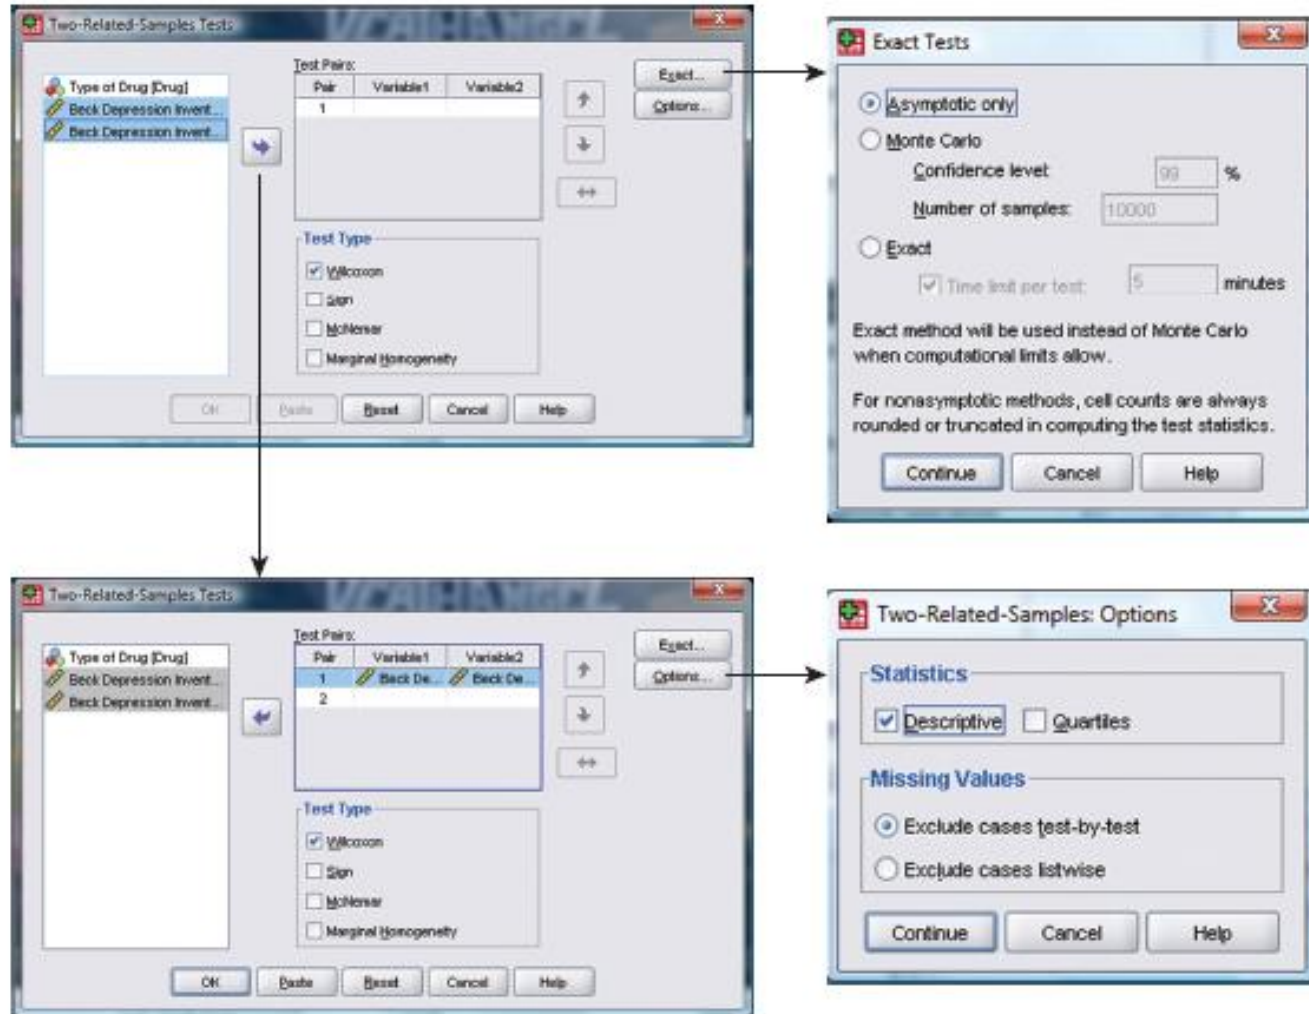 Two-Related-Samples Tests
Type of Drug [Drug]
Beck Depression Invent...
Beck Depression Invent...
Test Pairs:
Pair Variable1 Variable2
1
Exact...
Options...
Test Type
Wilcoxon
Sign
McNemar
Marginal Homogeneity
OK Paste Reset Cancel Help
Exact Tests
Asymptotic only
Monte Carlo
Confidence level: 99 %
Number of samples: 10000
Exact
Time limit per test: 5 minutes
Exact method will be used instead of Monte Carlo
when computational limits allow.
For nonasymptotic methods, cell counts are always
rounded or truncated in computing the test statistics.
Continue Cancel Help
Two-Related-Samples Tests
Type of Drug [Drug]
Beck Depression Invent...
Beck Depression Invent...
Test Pairs:
Pair Variable1 Variable2
1 Beck De... Beck De...
2
Exact...
Options...
Test Type
Wilcoxon
Sign
McNemar
Marginal Homogeneity
OK Paste Reset Cancel Help
Two-Related-Samples: Options
Statistics
Descriptive Quartiles
Missing Values
Exclude cases test-by-test
Exclude cases listwise
Continue Cancel Help